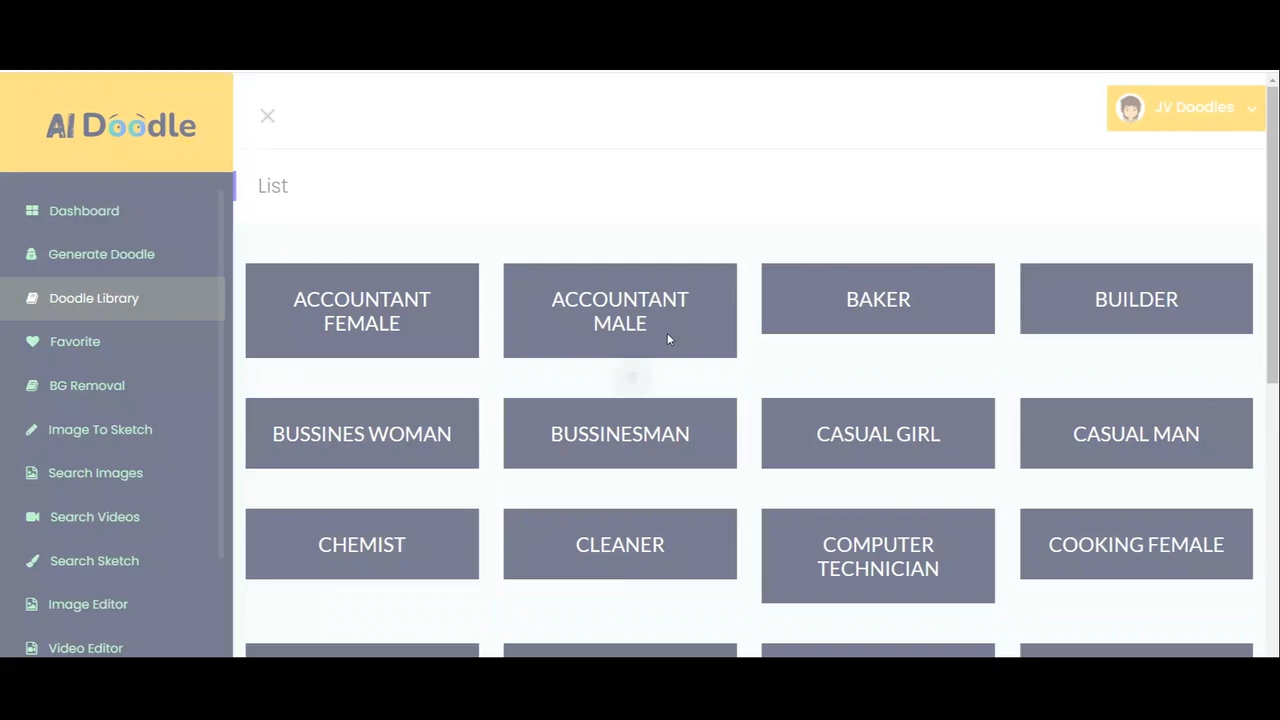 AI Doodle
JV Doodles
List
Dashboard
Generate Doodle
Doodle Library
Favorite
BG Removal
Image To Sketch
Search Images
Search Videos
Search Sketch
Image Editor
Video Editor
ACCOUNTANT
FEMALE
ACCOUNTANT
MALE
BAKER
BUILDER
BUSSINES WOMAN
BUSSINESMAN
CASUAL GIRL
CASUAL MAN
CHEMIST
CLEANER
COMPUTER
TECHNICIAN
COOKING FEMALE